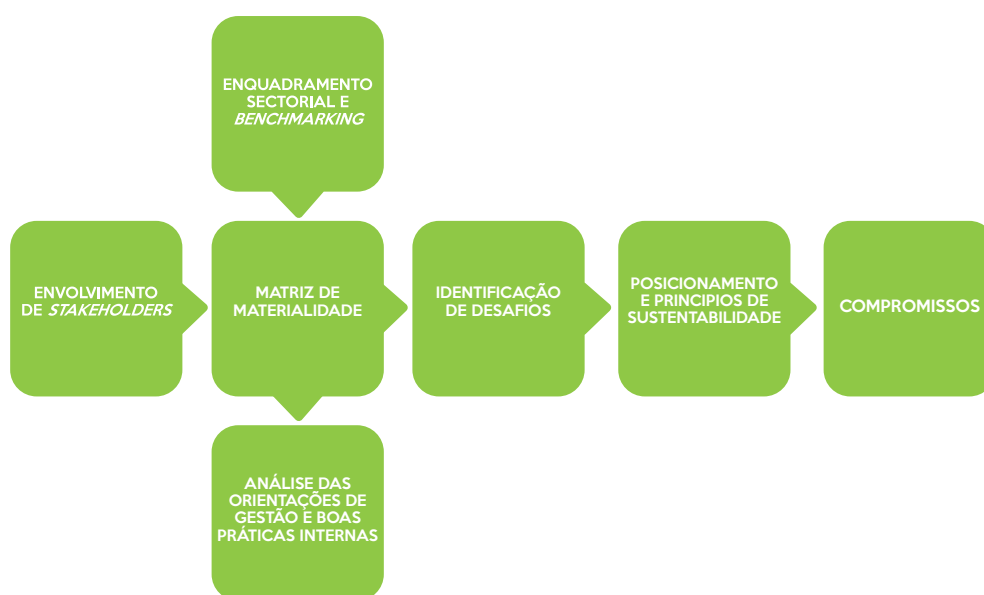 ENQUADRAMENTO
SECTORIAL E
BENCHMARKING
ENVOLVIMENTO
DE STAKEHOLDERS
MATRIZ DE
MATERIALIDADE
IDENTIFICAÇÃO
DE DESAFIOS
POSICIONAMENTO
E PRINCIPIOS DE
SUSTENTABILIDADE
COMPROMISSOS
ANÁLISE DAS
ORIENTAÇÕES DE
GESTÃO E BOAS
PRÁTICAS INTERNAS